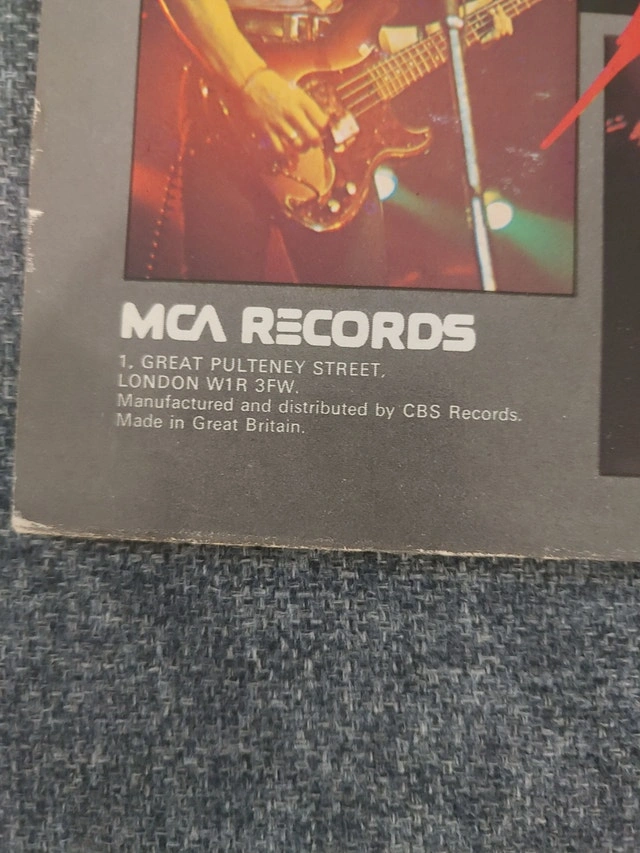 MCA RECORDS
1, GREAT PULTENEY STREET,
LONDON W1R 3FW.
Manufactured and distributed by CBS Records.
Made in Great Britain.